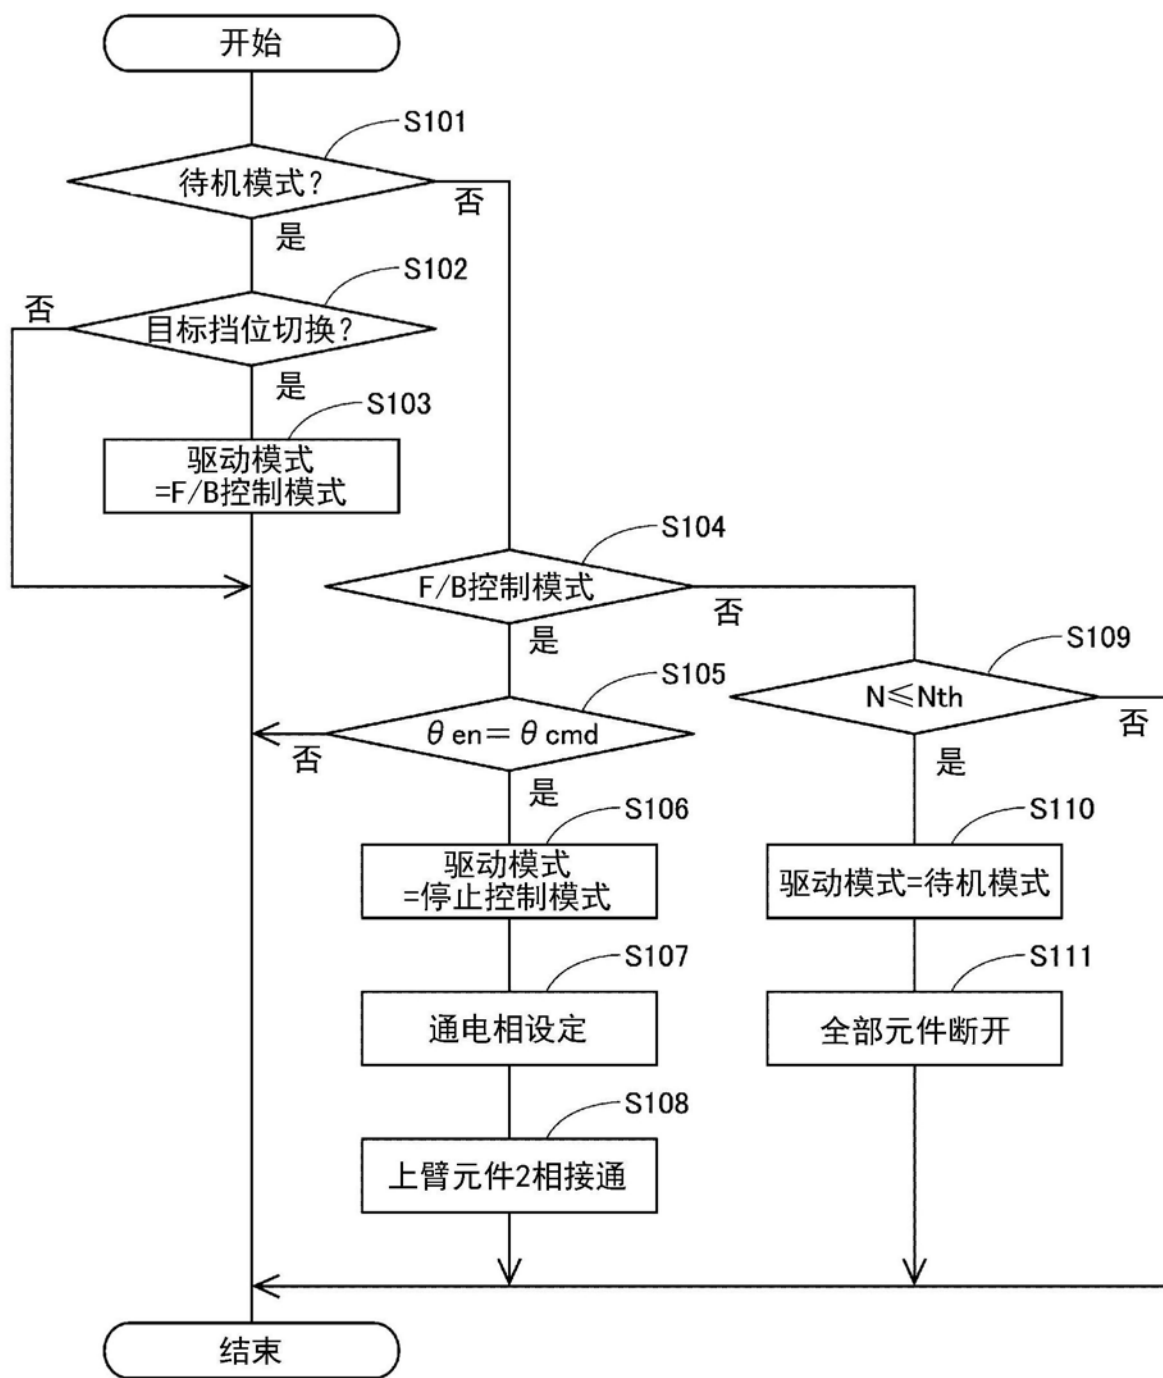 开始
S101
待机模式？
否
是
S102
否
目标挡位切换？
是
S103
驱动模式
=F/B控制模式
S104
F/B控制模式
否
是
S109
S105
N≤Nth
θen=θcmd
否
否
是
是
S106
S110
驱动模式
=停止控制模式
驱动模式=待机模式
S107
S111
通电相设定
全部元件断开
S108
上臂元件2相接通
结束